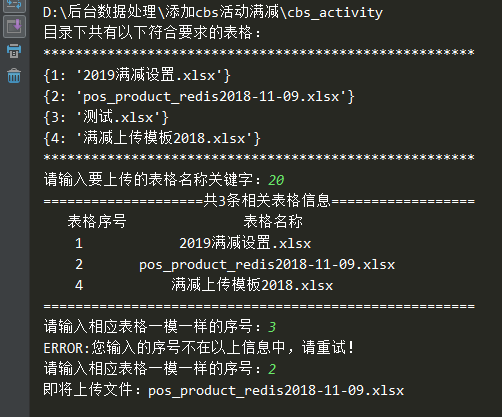 D:\后台数据处理\添加cbs活动满减\cbs_activity
目录下共有以下符合要求的表格：
******************************************************
{1: '2019满减设置.xlsx'}
{2: 'pos_product_redis2018-11-09.xlsx'}
{3: '测试.xlsx'}
{4: '满减上传模板2018.xlsx'}
******************************************************
请输入要上传的表格名称关键字：20
====================共3条相关表格信息==================
表格序号 表格名称
1 2019满减设置.xlsx
2 pos_product_redis2018-11-09.xlsx
4 满减上传模板2018.xlsx
======================================================
请输入相应表格一模一样的序号：3
ERROR:您输入的序号不在以上信息中，请重试！
请输入相应表格一模一样的序号：2
即将上传文件：pos_product_redis2018-11-09.xlsx